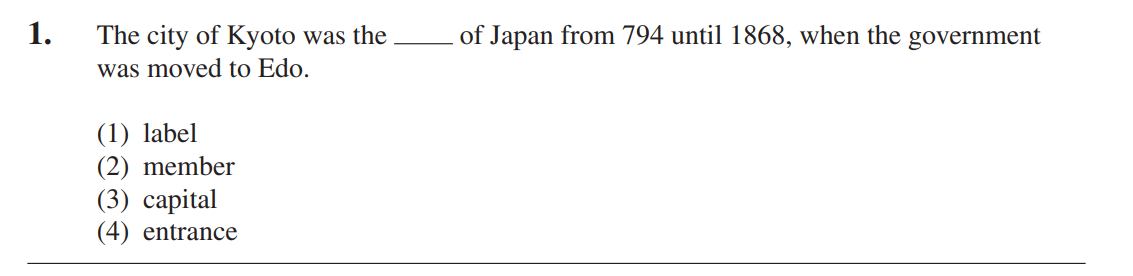 1. The city of Kyoto was the _____ of Japan from 794 until 1868, when the government
was moved to Edo.
(1) label
(2) member
(3) capital
(4) entrance